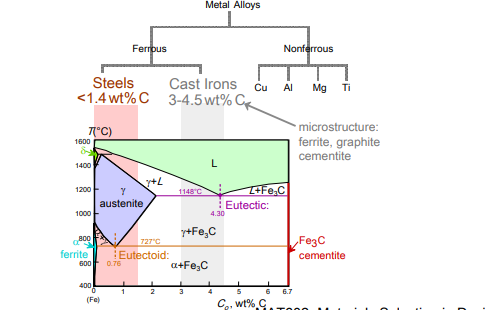 Metal Alloys
Ferrous
Nonferrous
Steels
<1.4 wt% C
Cast Irons
3-4.5 wt% C
Cu
Al
Mg
Ti
microstructure:
ferrite, graphite
cementite
T(°C)
1600
1400
1200
1000
800
600
400
δ
L
γ+L
γ
austenite
1148°C
L+Fe3C
Eutectic:
4.30
γ+Fe3C
α
ferrite
727°C
Eutectoid:
0.76
α+Fe3C
Fe3C
cementite
0
1
2
3
4
5
6
6.7
(Fe)
Co, wt% C